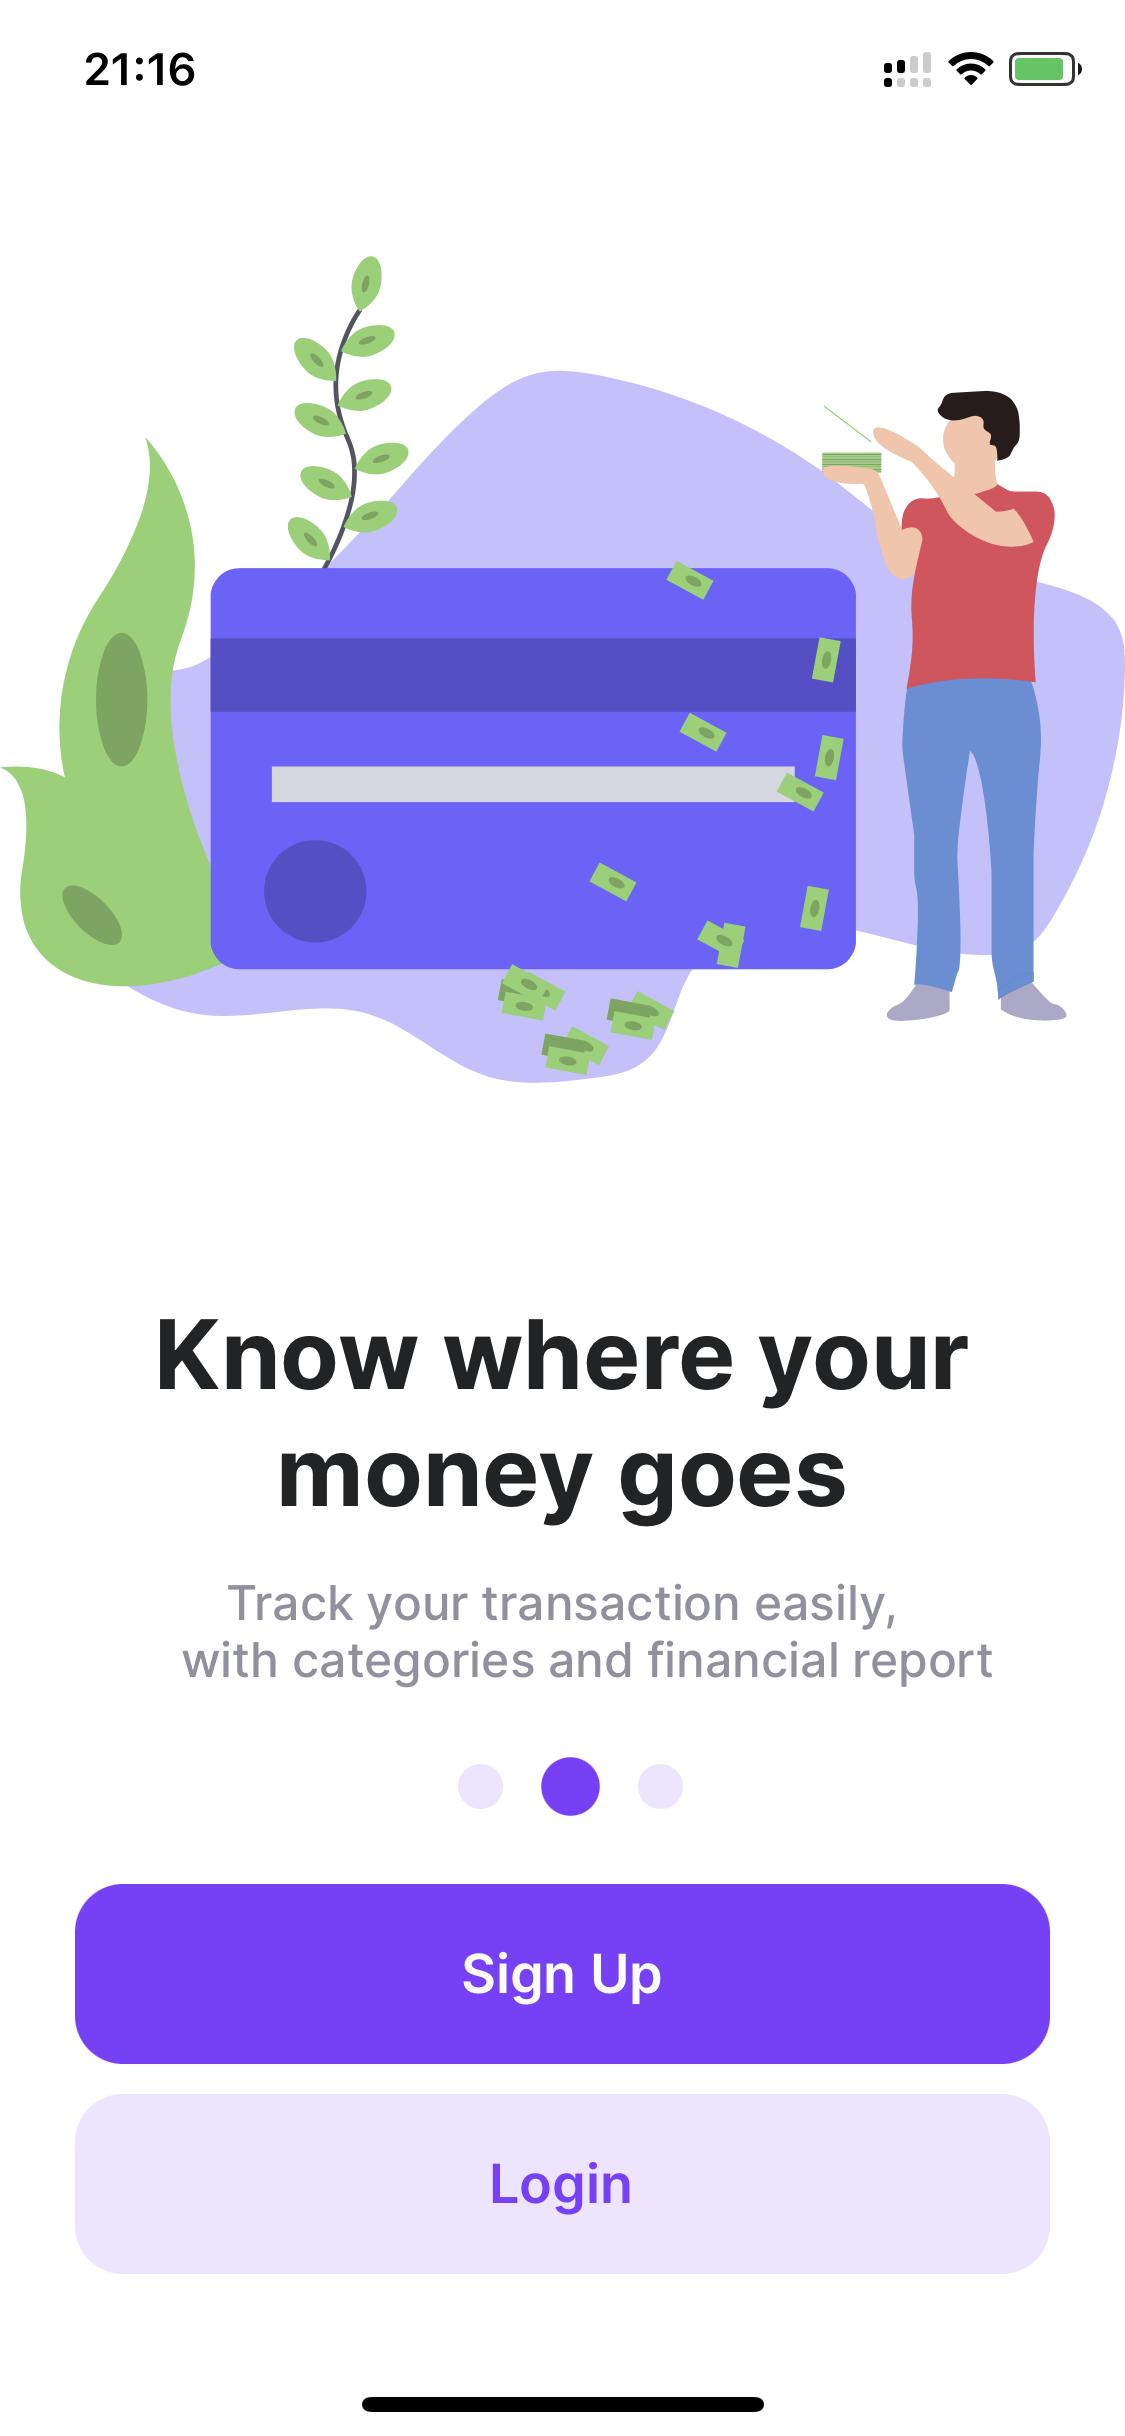 21:16
Know where your
money goes
Track your transaction easily,
with categories and financial report
Sign Up
Login